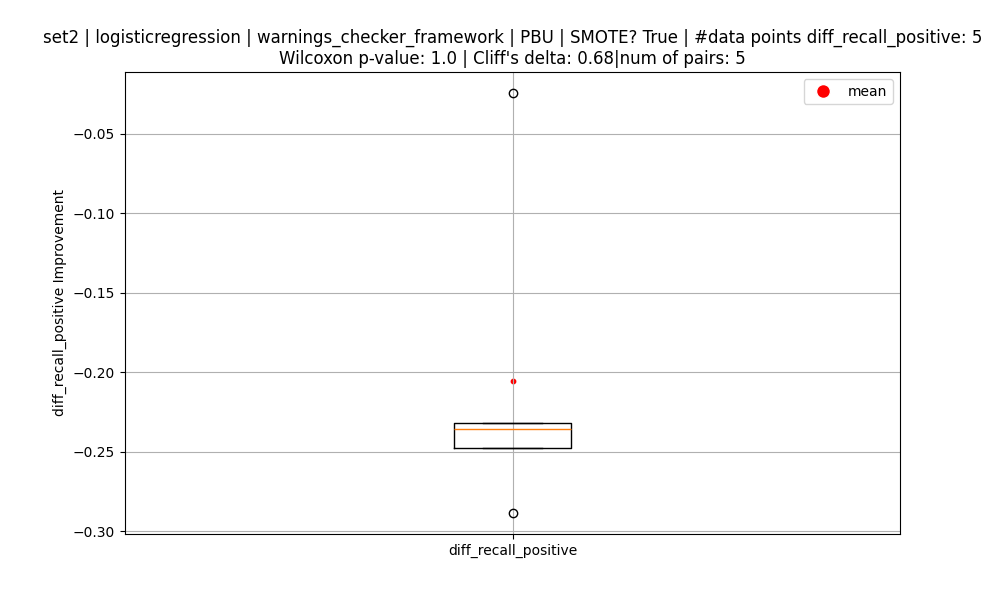 set2 | logisticregression | warnings_checker_framework | PBU | SMOTE? True | #data points diff_recall_positive: 5
Wilcoxon p-value: 1.0 | Cliff's delta: 0.68|num of pairs: 5
mean
−0.05
−0.10
−0.15
−0.20
−0.25
−0.30
diff_recall_positive Improvement
diff_recall_positive